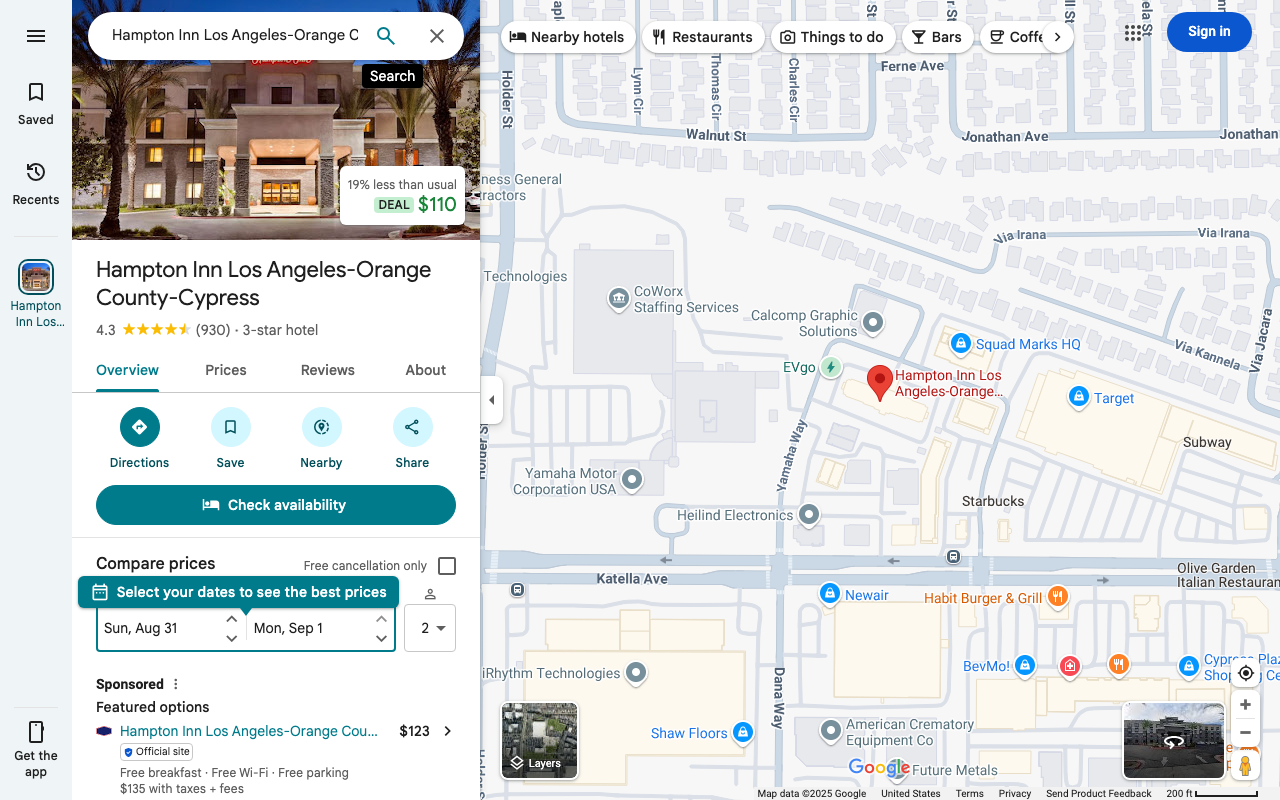 Hampton Inn Los Angeles-Orange C
Search
Saved
Recents
Hampton
Inn Los...
Get the
app
19% less than usual
DEAL $110
Hampton Inn Los Angeles-Orange
County-Cypress
4.3 (930) · 3-star hotel
Overview
Prices
Reviews
About
Directions
Save
Nearby
Share
Check availability
Compare prices
Free cancellation only
Select your dates to see the best prices
Sun, Aug 31
Mon, Sep 1
2
Sponsored
Featured options
Hampton Inn Los Angeles-Orange Cou...
$123
Official site
Free breakfast · Free Wi-Fi · Free parking
$135 with taxes + fees
Nearby hotels
Restaurants
Things to do
Bars
Coffe
Sign in
Holder St
Lynn Cir
Thomas Cir
Charles Cir
Ferne Ave
Walnut St
Jonathan Ave
Jonathan
ness General
ractors
Via Irana
Via Irana
Technologies
CoWorx
Staffing Services
Calcomp Graphic
Solutions
Squad Marks HQ
Via Jacara
Via Kannela
EVgo
Hampton Inn Los
Angeles-Orange...
Target
Subway
Yamaha Way
Holder St
Yamaha Motor
Corporation USA
Starbucks
Heilind Electronics
Katella Ave
Olive Garden
Italian Restauran
Newair
Habit Burger & Grill
iRhythm Technologies
Dana Way
BevMo!
Cypress Plaz
Shopping Ce
Shaw Floors
American Crematory
Equipment Co
Future Metals
Layers
Google
Map data ©2025 Google
United States
Terms
Privacy
Send Product Feedback
200 ft